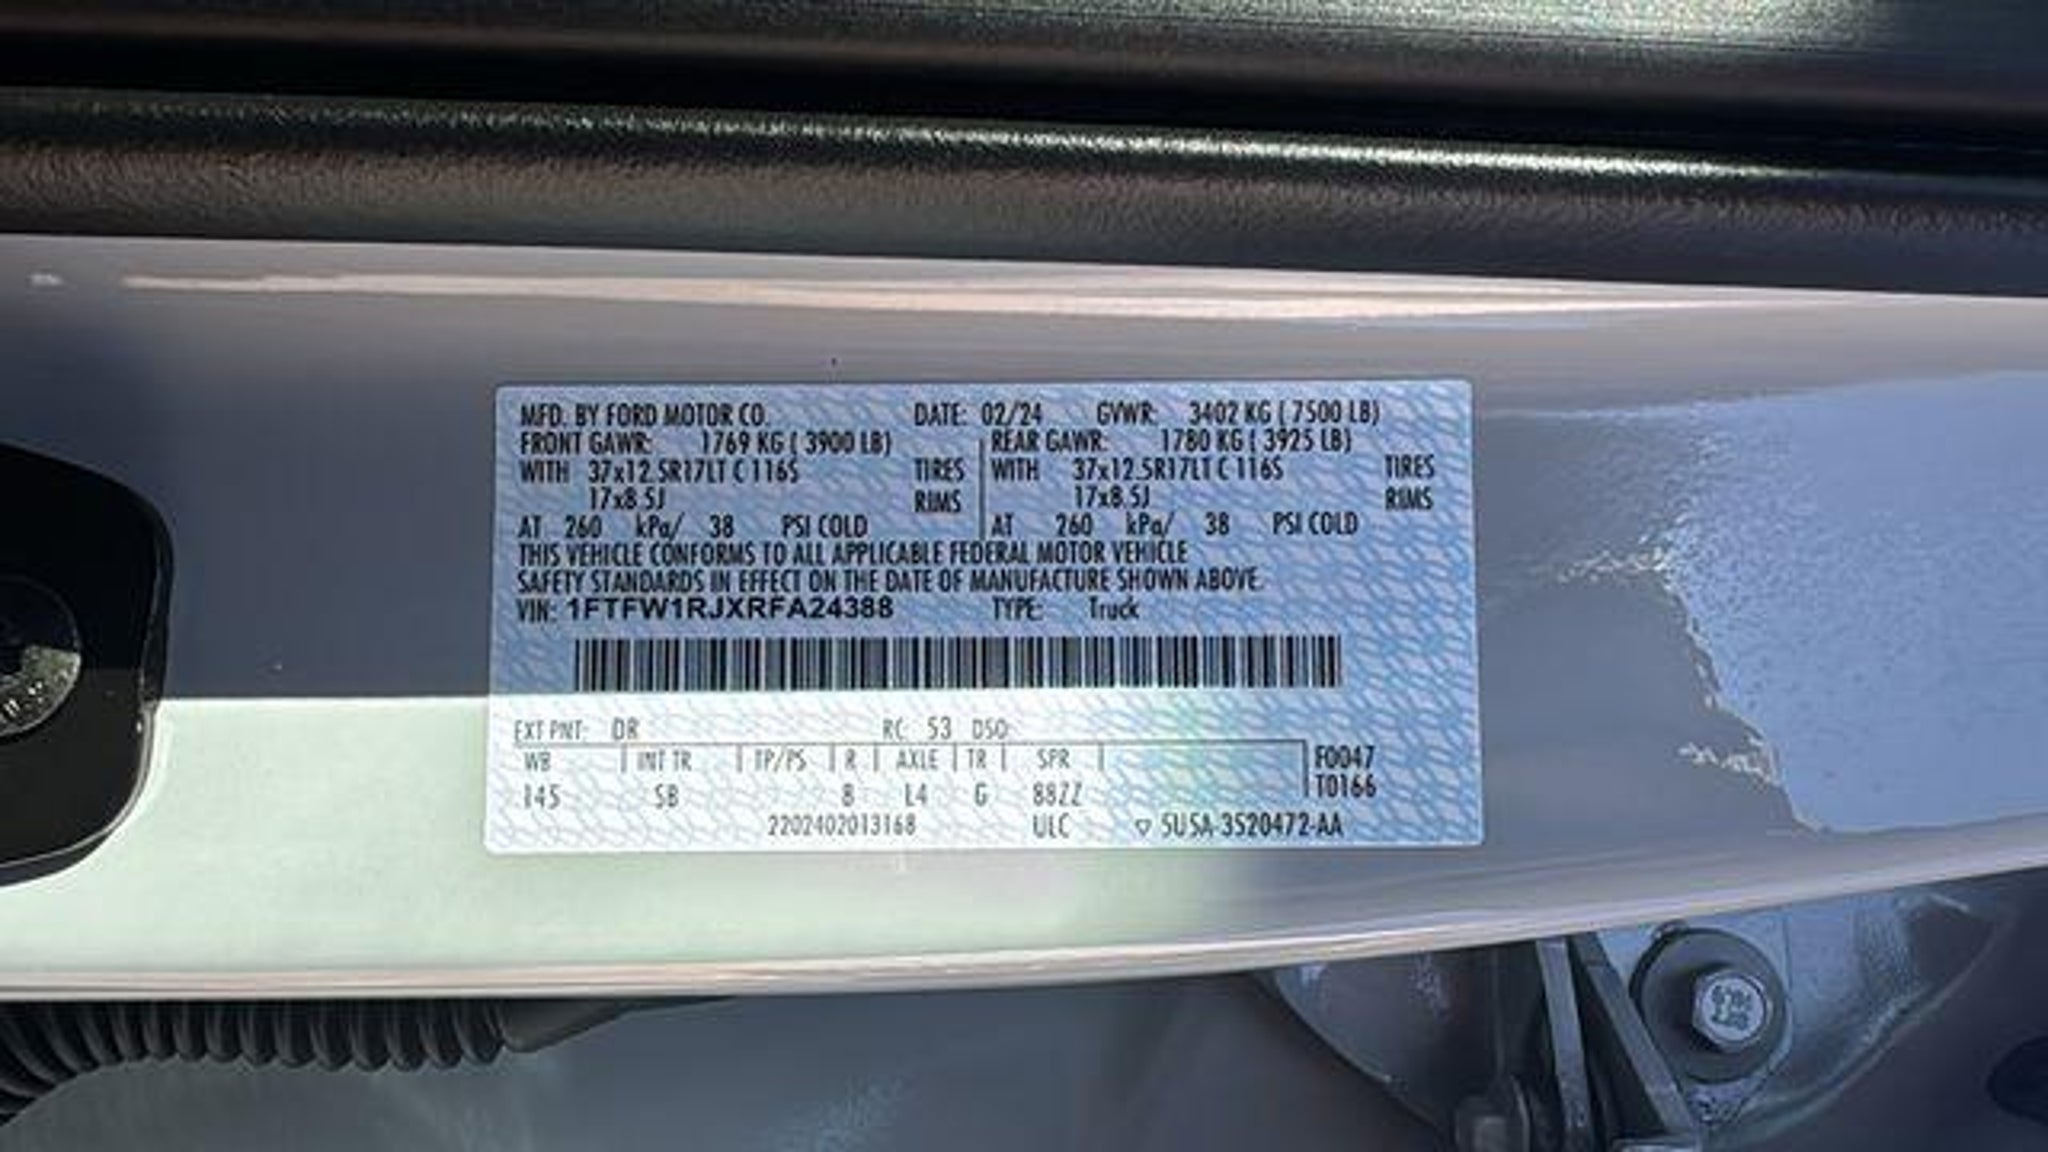 MFD. BY FORD MOTOR CO. DATE: 02/24 GVWR: 3402 KG ( 7500 LB)
FRONT GAWR: 1769 KG ( 3900 LB) REAR GAWR: 1780 KG ( 3925 LB)
WITH 37x12.5R17LT C 116S TIRES WITH 37x12.5R17LT C 116S TIRES
17x8.5J RIMS 17x8.5J RIMS
AT 260 kPa/ 38 PSI COLD AT 260 kPa/ 38 PSI COLD
THIS VEHICLE CONFORMS TO ALL APPLICABLE FEDERAL MOTOR VEHICLE
SAFETY STANDARDS IN EFFECT ON THE DATE OF MANUFACTURE SHOWN ABOVE.
VIN: 1FTFW1RJXRFA24388 TYPE: Truck
EXT PNT: DR RC: 53 DSO:
WB INT TR TP/PS R AXLE TR SPR F0047
145 SB 8 L4 G 88ZZ T0166
2202402013168 ULC ▽ 5U5A-3520472-AA